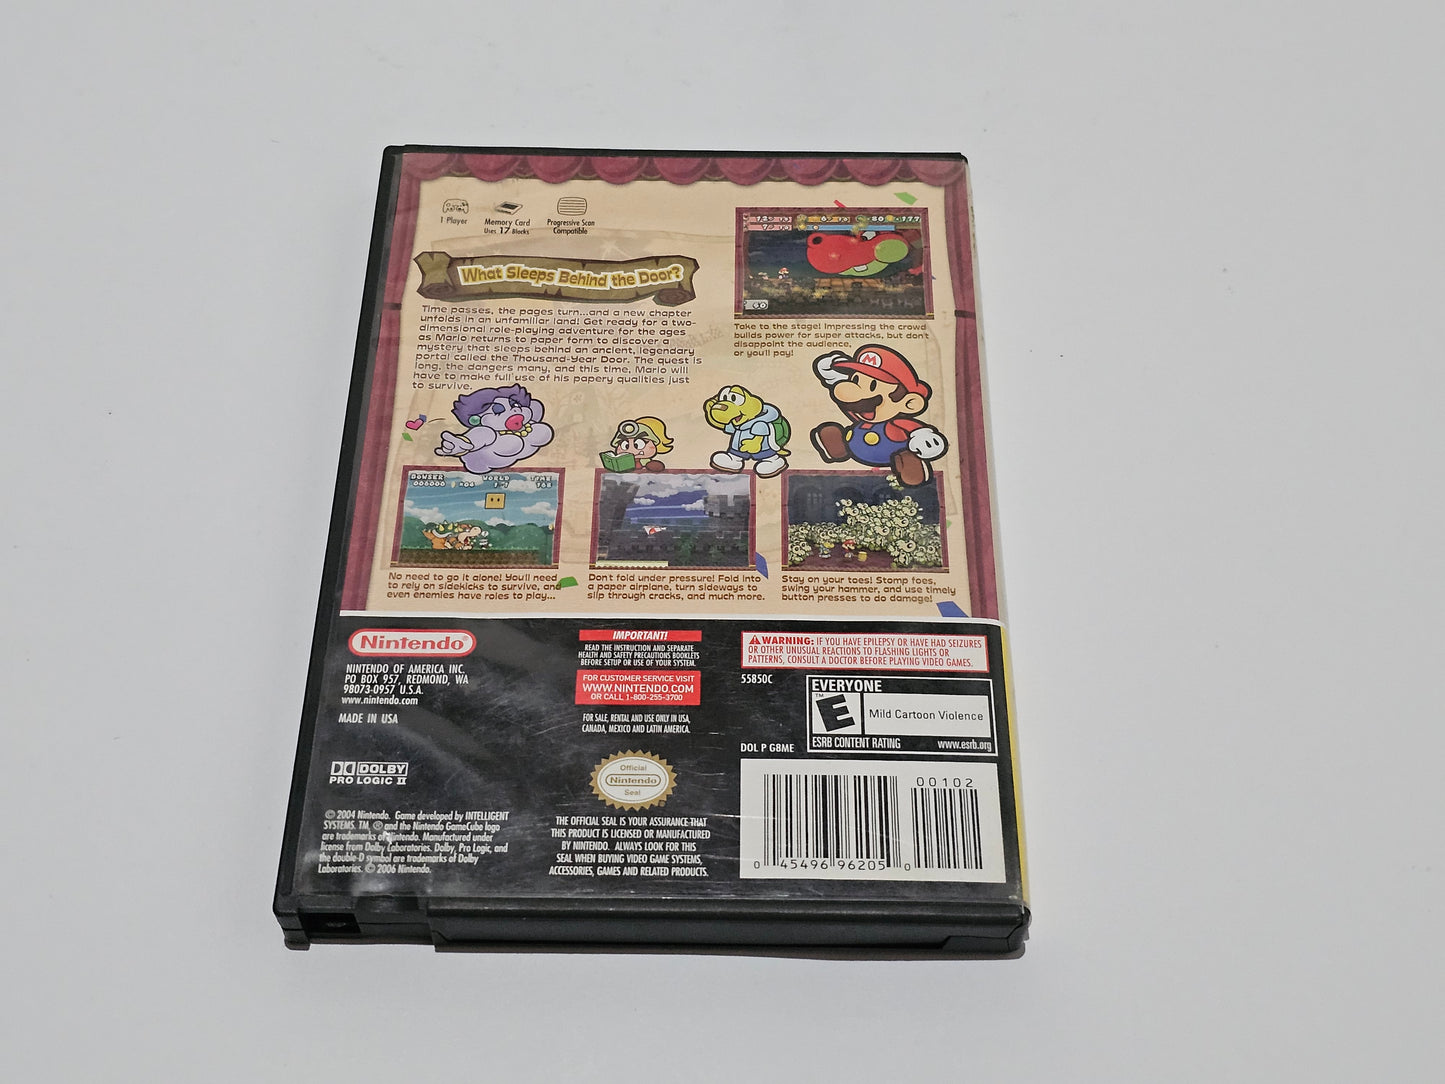 1 Player
Memory Card
Uses 17 Blocks
Progressive Scan
Compatible
What Sleeps Behind the Door?
Time passes, the pages turn...and a new chapter
unfolds in an unfamiliar land! Get ready for a two-
dimensional role-playing adventure for the ages
as Mario returns to paper form to discover a
mystery that sleeps behind an ancient, legendary
portal called the Thousand-Year Door. The quest is
long, the dangers many, and this time, Mario will
have to make full use of his papery qualities just
to survive.
Take to the stage! Impressing the crowd
builds power for super attacks, but don't
disappoint the audience,
or you'll pay!
M
BOWSER WORLD TIME
No need to go it alone! You'll need
to rely on sidekicks to survive, and
even enemies have roles to play...
Don't fold under pressure! Fold into
a paper airplane, turn sideways to
slip through cracks, and much more.
Stay on your toes! Stomp foes,
swing your hammer, and use timely
button presses to do damage!
Nintendo®
NINTENDO OF AMERICA INC.
PO BOX 957, REDMOND, WA
98073-0957 U.S.A.
www.nintendo.com
MADE IN USA
DOLBY
PRO LOGIC II
© 2004 Nintendo. Game developed by INTELLIGENT
SYSTEMS. TM, ® and the Nintendo GameCube logo
are trademarks of Nintendo. Manufactured under
license from Dolby Laboratories. Dolby, Pro Logic, and
the double-D symbol are trademarks of Dolby
Laboratories. © 2006 Nintendo.
IMPORTANT!
READ THE INSTRUCTION AND SEPARATE
HEALTH AND SAFETY PRECAUTIONS BOOKLETS
BEFORE SETUP OR USE OF YOUR SYSTEM.
FOR CUSTOMER SERVICE VISIT
WWW.NINTENDO.COM
OR CALL 1-800-255-3700
FOR SALE, RENTAL AND USE ONLY IN USA,
CANADA, MEXICO AND LATIN AMERICA.
Official
Nintendo
Seal
THE OFFICIAL SEAL IS YOUR ASSURANCE THAT
THIS PRODUCT IS LICENSED OR MANUFACTURED
BY NINTENDO. ALWAYS LOOK FOR THIS
SEAL WHEN BUYING VIDEO GAME SYSTEMS,
ACCESSORIES, GAMES AND RELATED PRODUCTS.
WARNING: IF YOU HAVE EPILEPSY OR HAVE HAD SEIZURES
OR OTHER UNUSUAL REACTIONS TO FLASHING LIGHTS OR
PATTERNS, CONSULT A DOCTOR BEFORE PLAYING VIDEO GAMES.
55850C
EVERYONE
E™
Mild Cartoon Violence
ESRB CONTENT RATING www.esrb.org
DOL P G8ME
00102
0 45496 96205 0